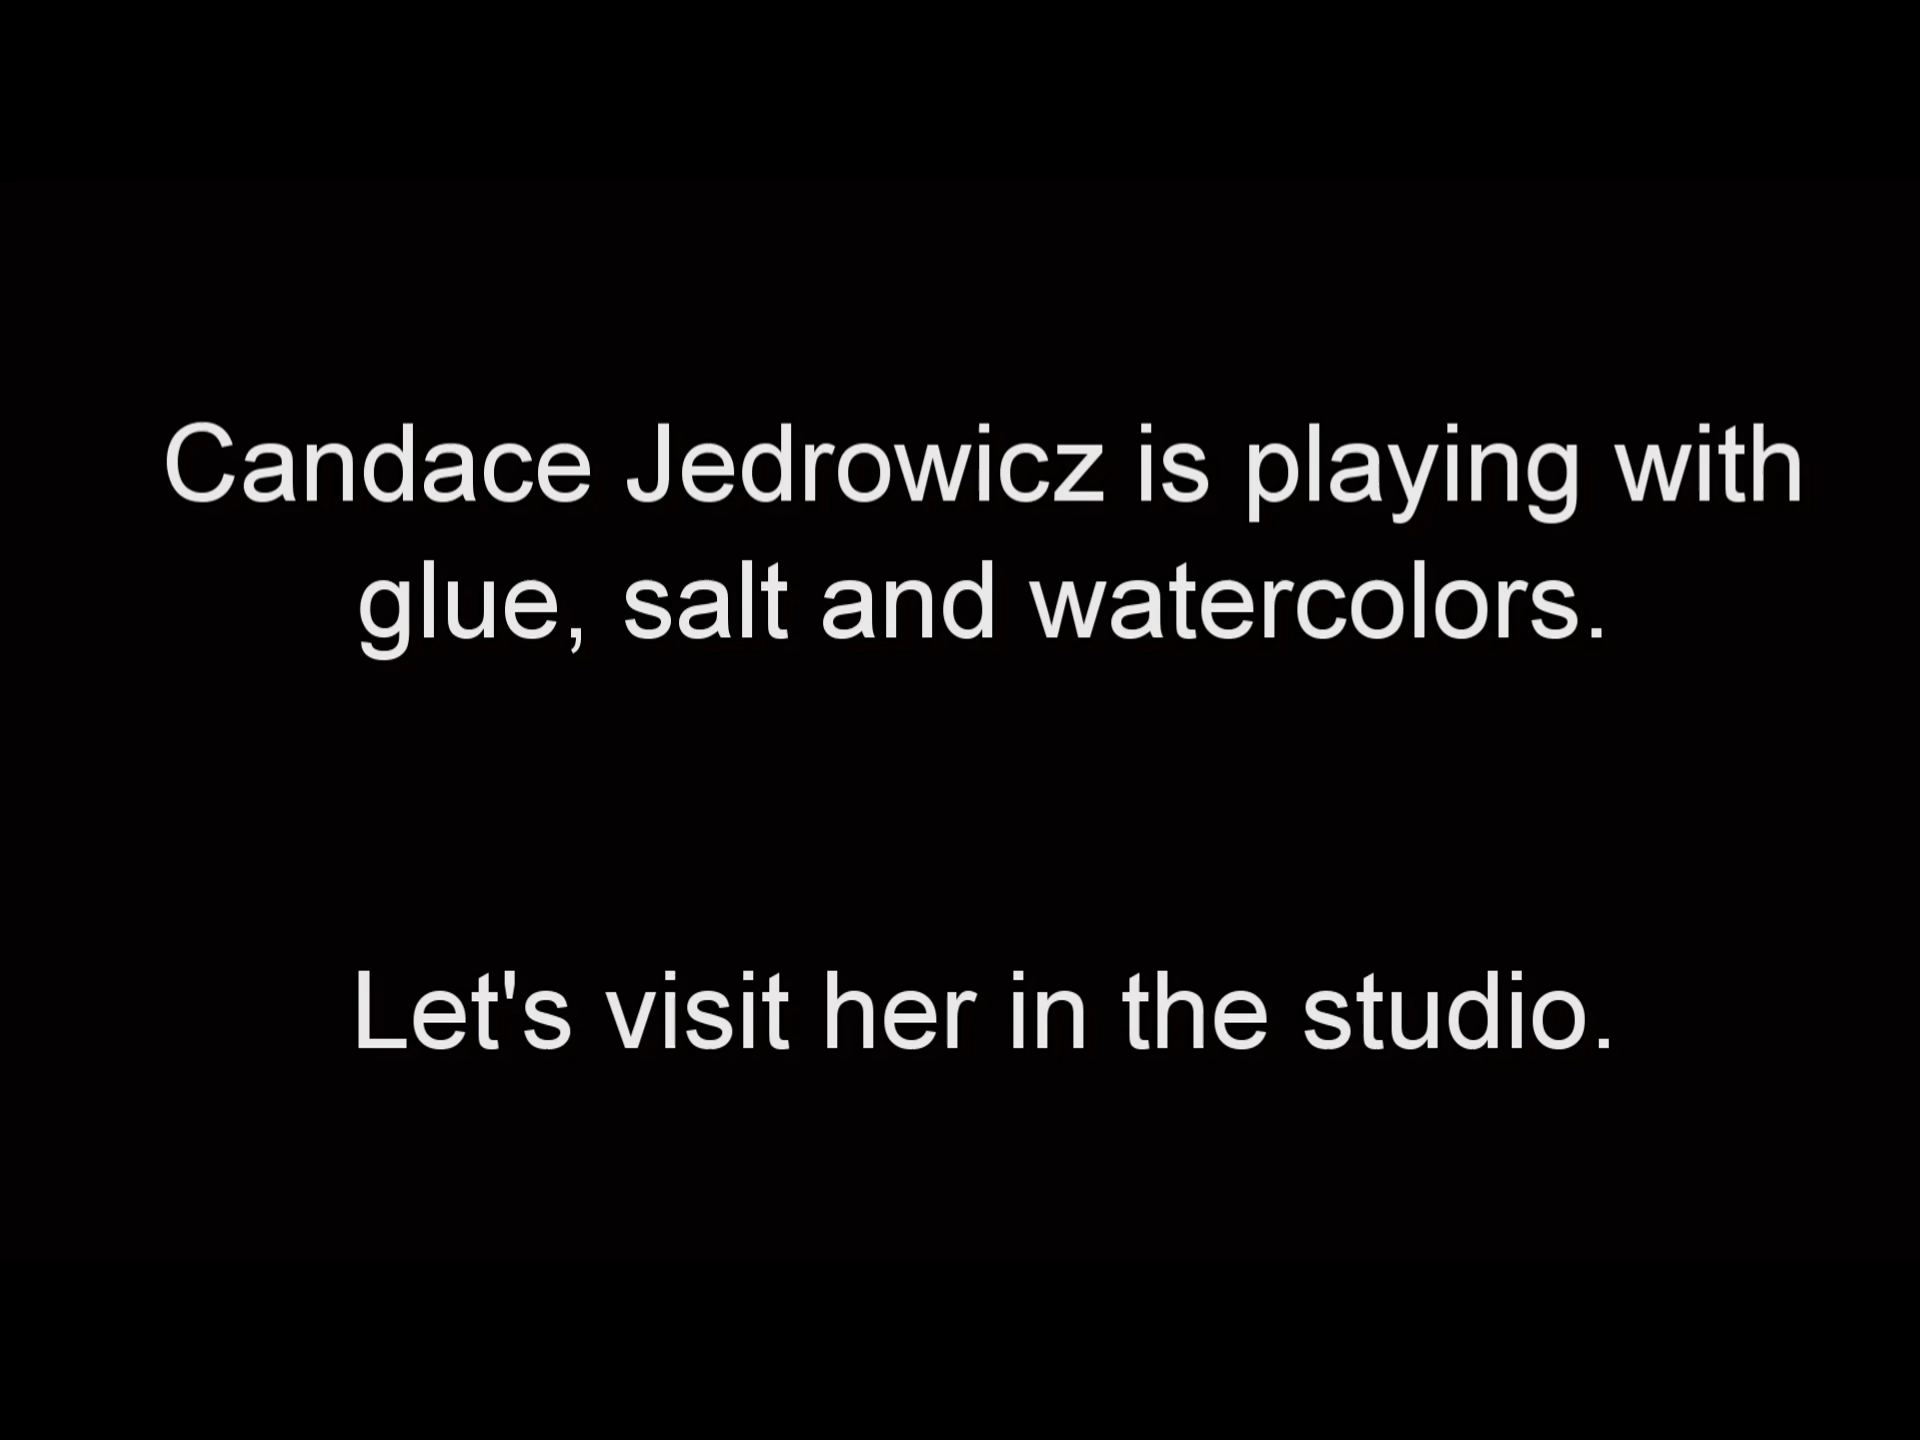 Candace Jedrowicz is playing with
glue, salt and watercolors.
Let's visit her in the studio.